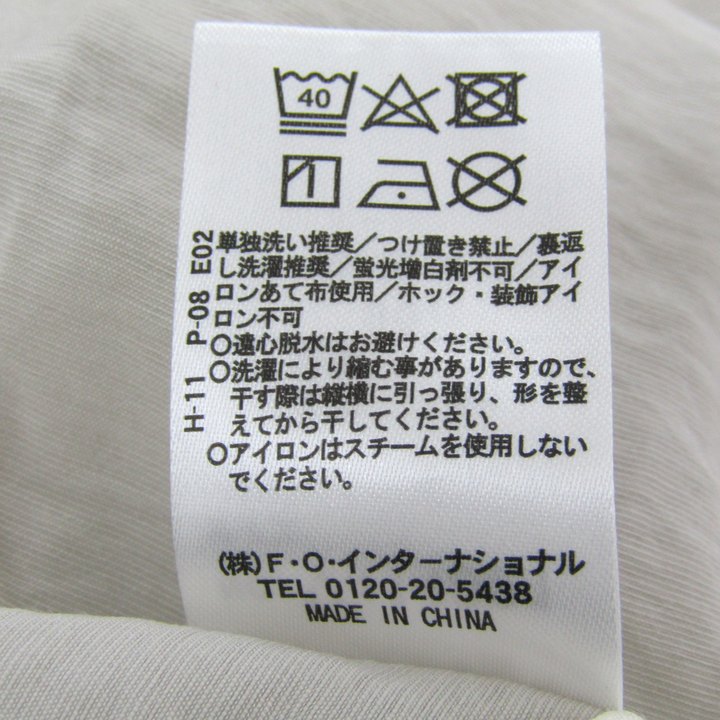 40
単独洗い推奨／つけ置き禁止／裏返
し洗濯推奨／蛍光増白剤不可／アイ
ロンあて布使用／ホック・装飾アイ
ロン不可
○遠心脱水はお避けください。
○洗濯により縮む事がありますので、
干す際は縦横に引っ張り、形を整
えてから干してください。
○アイロンはスチームを使用しない
でください。
H-11 P-08 E02
(株)F・O・インターナショナル
TEL 0120-20-5438
MADE IN CHINA